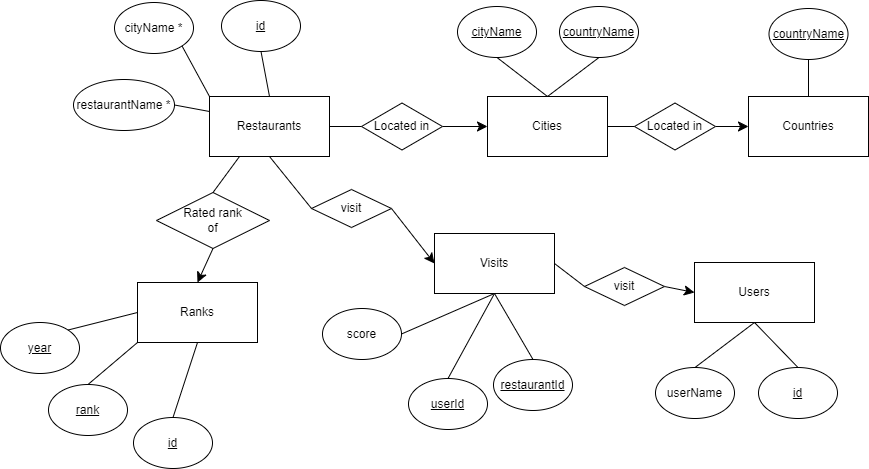 cityName *
id
cityName
countryName
countryName
restaurantName *
Restaurants
Located in
Cities
Located in
Countries
Rated rank
of
visit
Visits
visit
Users
Ranks
score
year
rank
id
userId
restaurantId
userName
id